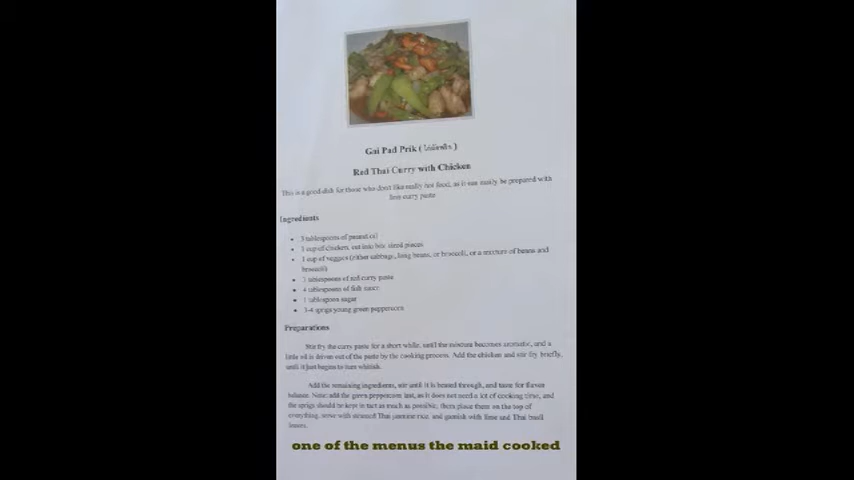 Gai Pad Prik ( ไก่ผัดพริก )
Red Thai Curry with Chicken
This is a good dish for those who don't like really hot food, as it can easily be prepared with
less curry paste
Ingredients
• 3 tablespoons of peanut oil
• 1 cup of chicken, cut into bite sized pieces
• 1 cup of veggies (either cabbage, long beans, or broccoli, or a mixture of beans and
broccoli)
• tablespoons of red curry paste
• 4 tablespoons of fish sauce
• 1 tablespoon sugar
• 3-4 sprigs young green peppercorn
Preparations
Stir fry the curry paste for a short while, until the mixture becomes aromatic, and a
little oil is driven out of the paste by the cooking process. Add the chicken and stir fry briefly,
until it just begins to turn whitish.
Add the remaining ingredients, stir until it is heated through, and taste for flavor
balance. Note: add the green peppercorn last, as it does not need a lot of cooking time, and
the sprigs should be kept in tact as much as possible, then place them on the top of
everything. serve with steamed Thai jasmine rice, and garnish with lime and Thai basil
leaves.
one of the menus the maid cooked